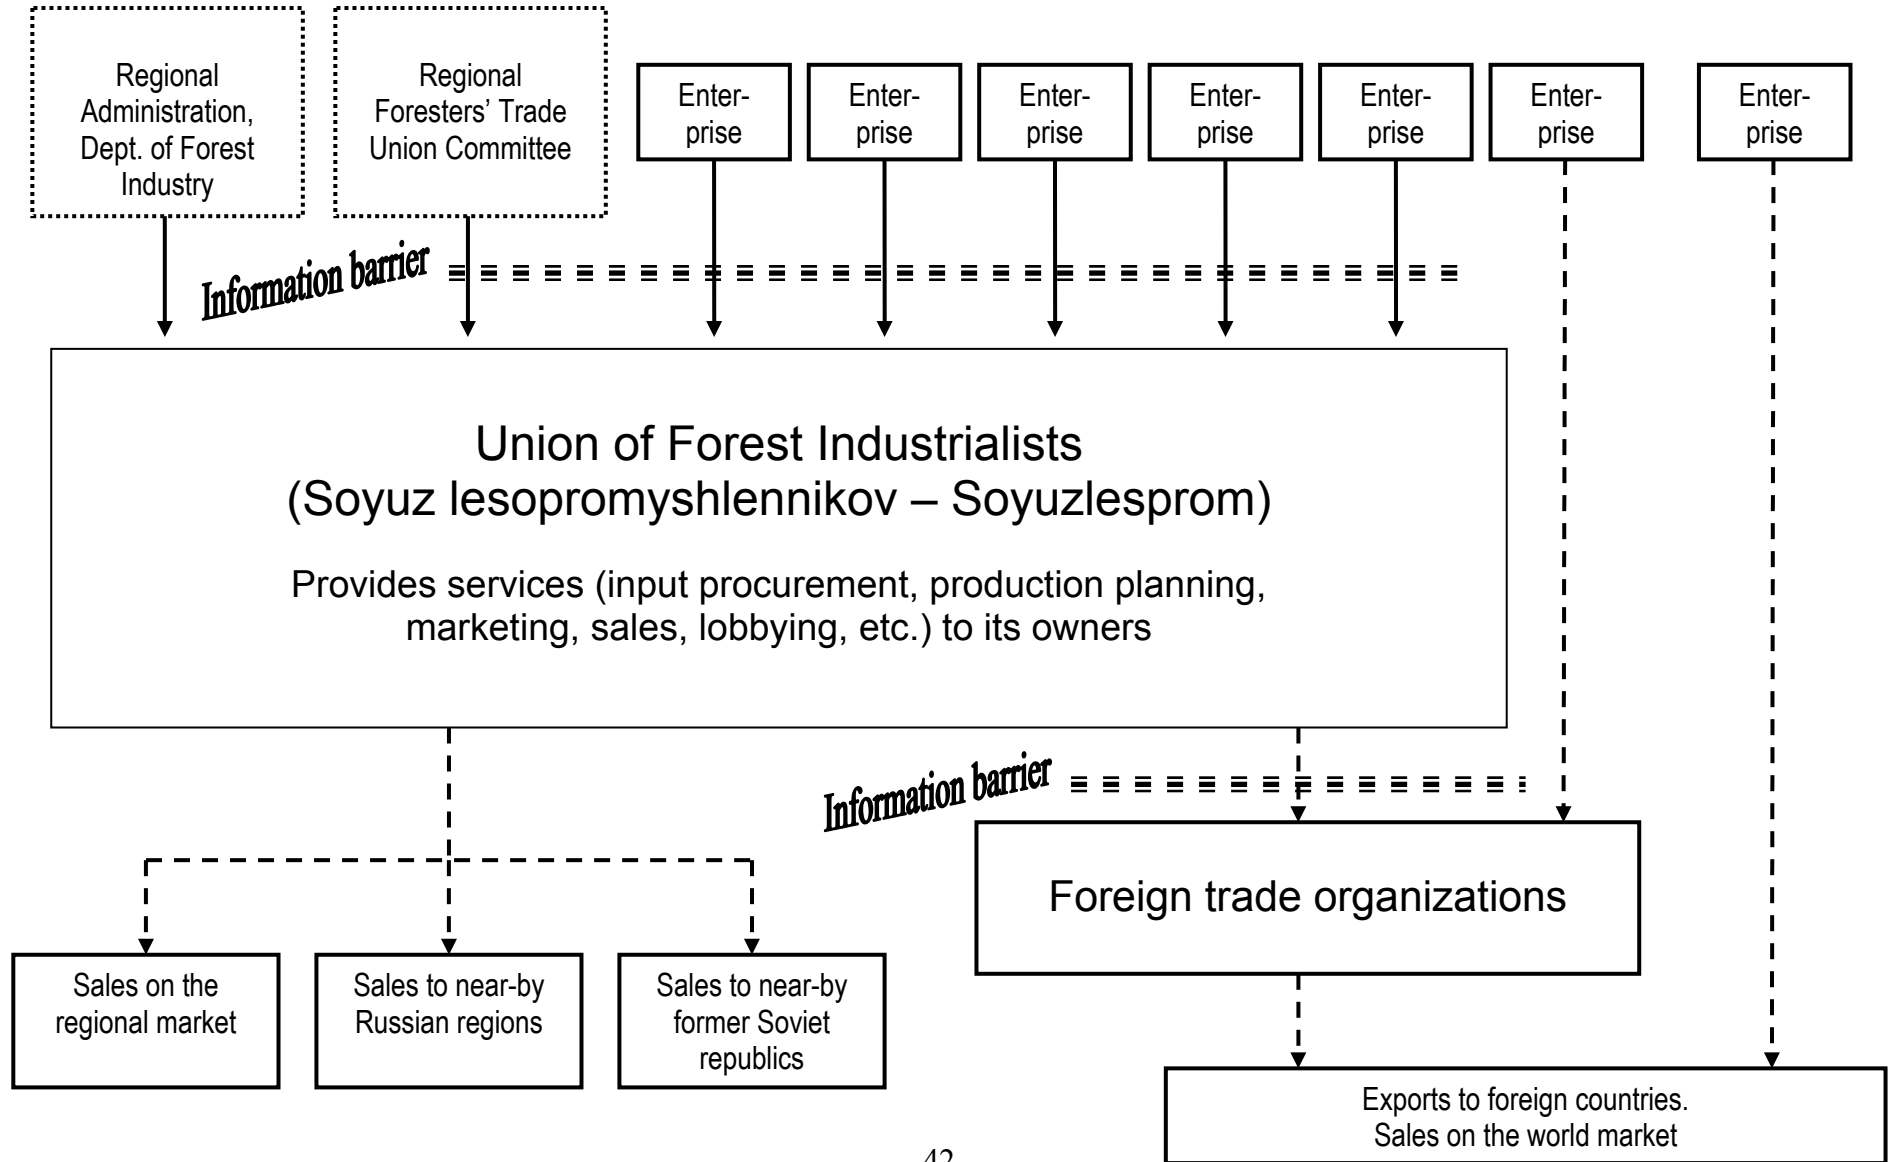 Regional
Administration,
Dept. of Forest
Industry
Regional
Foresters’ Trade
Union Committee
Enter-
prise
Enter-
prise
Enter-
prise
Enter-
prise
Enter-
prise
Enter-
prise
Enter-
prise
Information barrier
Union of Forest Industrialists
(Soyuz lesopromyshlennikov – Soyuzlesprom)
Provides services (input procurement, production planning,
marketing, sales, lobbying, etc.) to its owners
Information barrier
Foreign trade organizations
Sales on the
regional market
Sales to near-by
Russian regions
Sales to near-by
former Soviet
republics
Exports to foreign countries.
Sales on the world market
42